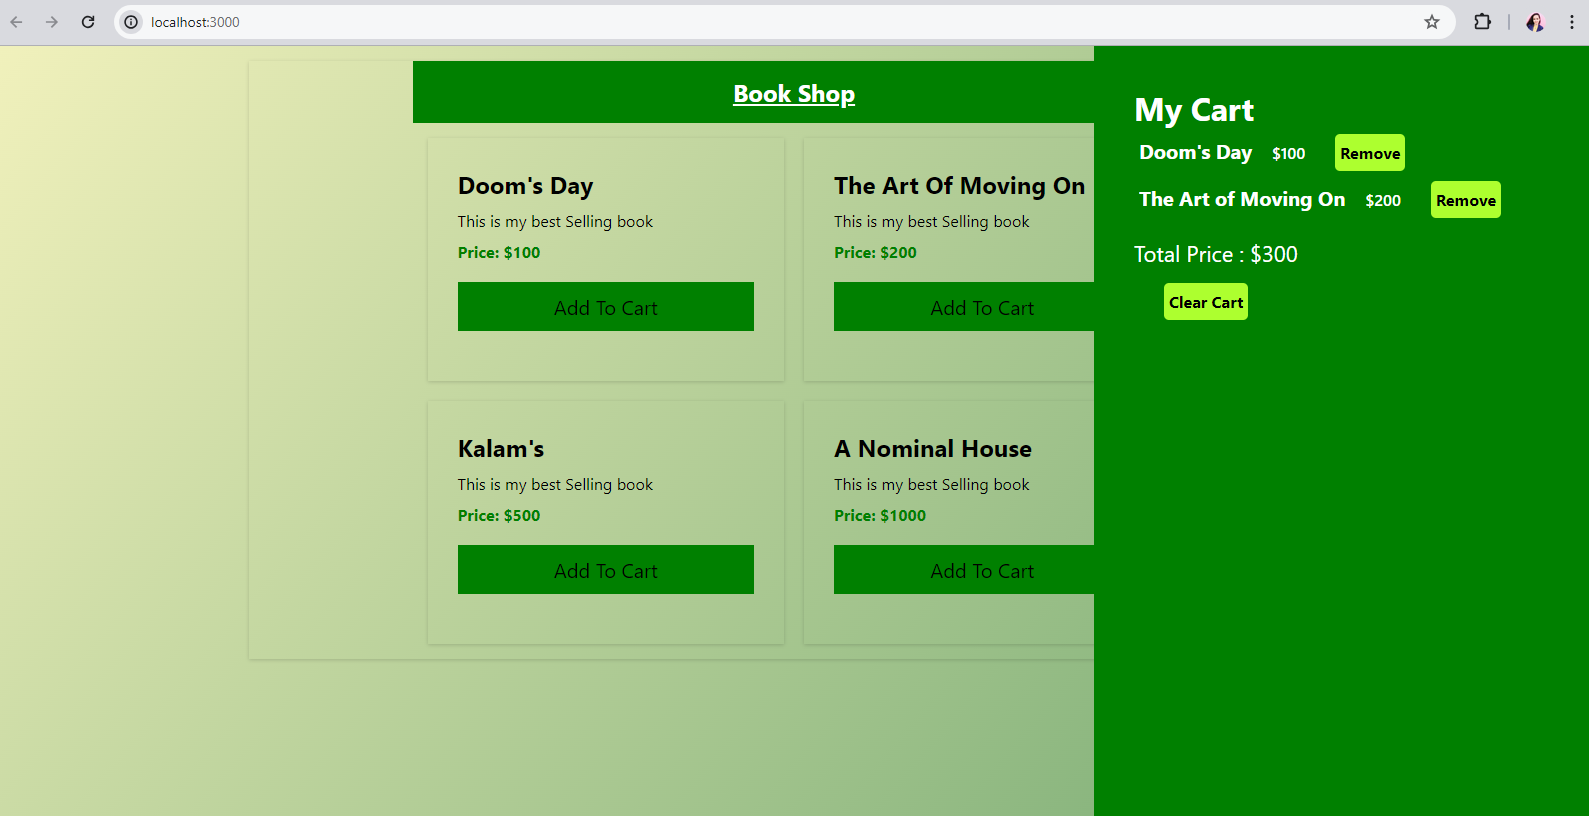 localhost:3000
Book Shop
Doom's Day
This is my best Selling book
Price: $100
Add To Cart
The Art Of Moving On
This is my best Selling book
Price: $200
Add To Cart
Kalam's
This is my best Selling book
Price: $500
Add To Cart
A Nominal House
This is my best Selling book
Price: $1000
Add To Cart
My Cart
Doom's Day $100 Remove
The Art of Moving On $200 Remove
Total Price : $300
Clear Cart